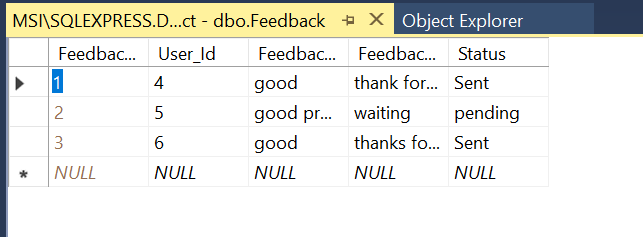 MSI\SQLEXPRESS.D...ct - dbo.Feedback Object Explorer
Feedbac... User_Id Feedbac... Feedbac... Status
1 4 good thank for... Sent
2 5 good pr... waiting pending
3 6 good thanks fo... Sent
NULL NULL NULL NULL NULL